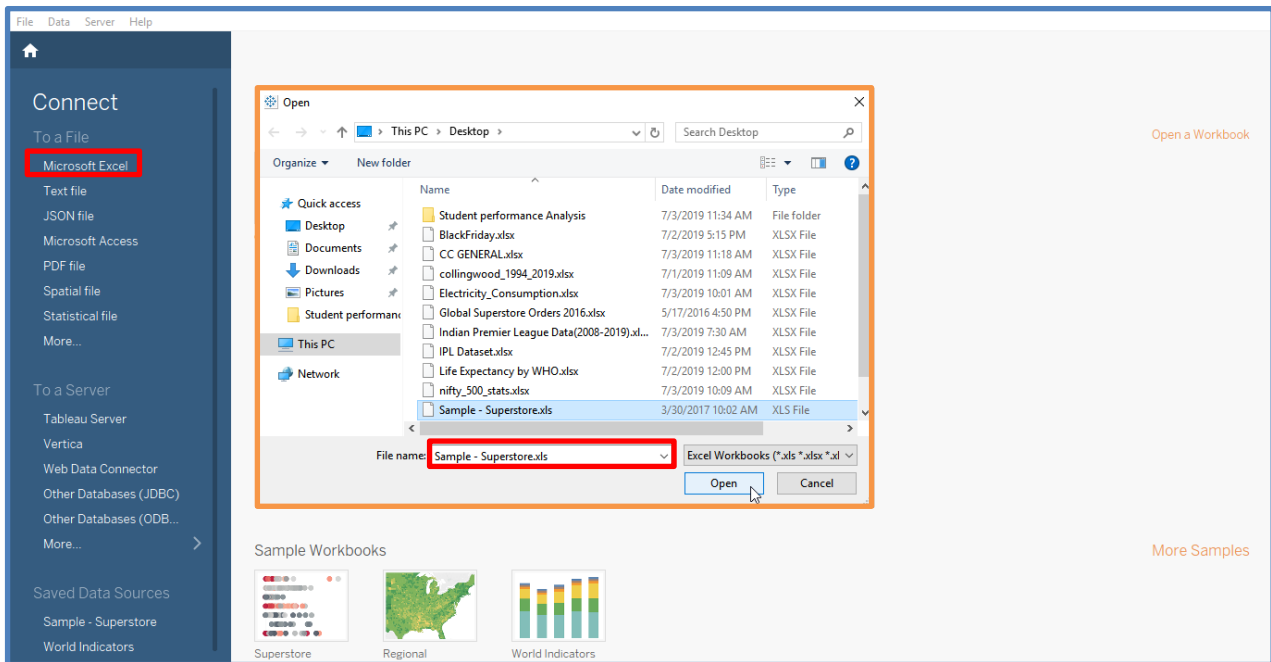 File Data Server Help
Connect
To a File
Microsoft Excel
Text file
JSON file
Microsoft Access
PDF file
Spatial file
Statistical file
More...
To a Server
Tableau Server
Vertica
Web Data Connector
Other Databases (JDBC)
Other Databases (ODB...
More...
Saved Data Sources
Sample - Superstore
World Indicators
Open a Workbook
Open
This PC > Desktop >
Search Desktop
Organize New folder
Quick access
Desktop
Documents
Downloads
Pictures
Student performanc
This PC
Network
Name Date modified Type
Student performance Analysis 7/3/2019 11:34 AM File folder
BlackFriday.xlsx 7/2/2019 5:15 PM XLSX File
CC GENERAL.xlsx 7/3/2019 11:18 AM XLSX File
collingwood_1994_2019.xlsx 7/1/2019 11:09 AM XLSX File
Electricity_Consumption.xlsx 7/3/2019 10:01 AM XLSX File
Global Superstore Orders 2016.xlsx 5/17/2016 4:50 PM XLSX File
Indian Premier League Data(2008-2019).xl... 7/3/2019 7:30 AM XLSX File
IPL Dataset.xlsx 7/2/2019 12:45 PM XLSX File
Life Expectancy by WHO.xlsx 7/2/2019 12:00 PM XLSX File
nifty_500_stats.xlsx 7/3/2019 10:09 AM XLSX File
Sample - Superstore.xls 3/30/2017 10:02 AM XLS File
File name: Sample - Superstore.xls Excel Workbooks (*.xls *.xlsx *.xl
Open Cancel
Sample Workbooks
More Samples
Superstore
Regional
World Indicators